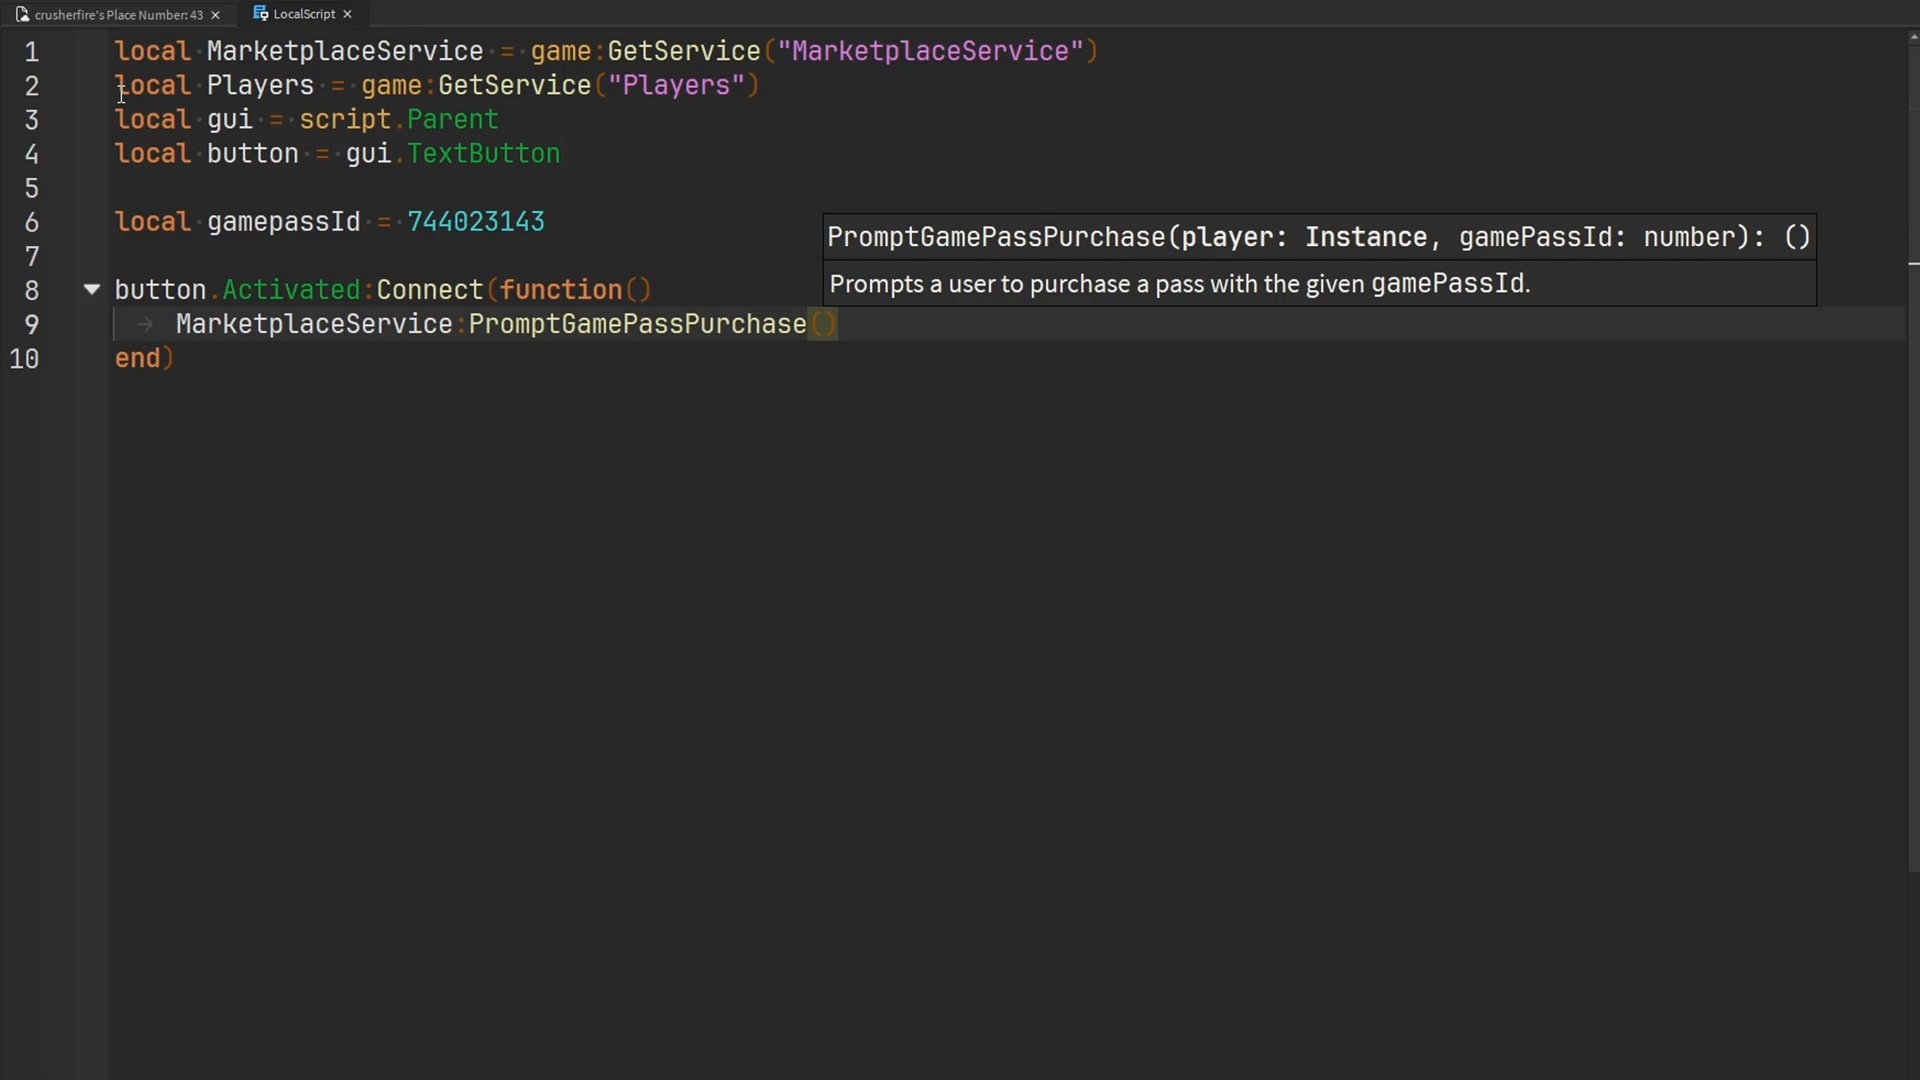 crusherfire's Place Number: 43
LocalScript
1 local MarketplaceService = game:GetService("MarketplaceService")
2 local Players = game:GetService("Players")
3 local gui = script.Parent
4 local button = gui.TextButton
5
6 local gamepassId = 744023143
PromptGamePassPurchase(player: Instance, gamePassId: number): ()
7
Prompts a user to purchase a pass with the given gamePassId.
8 button.Activated:Connect(function()
9 MarketplaceService:PromptGamePassPurchase()
10 end)